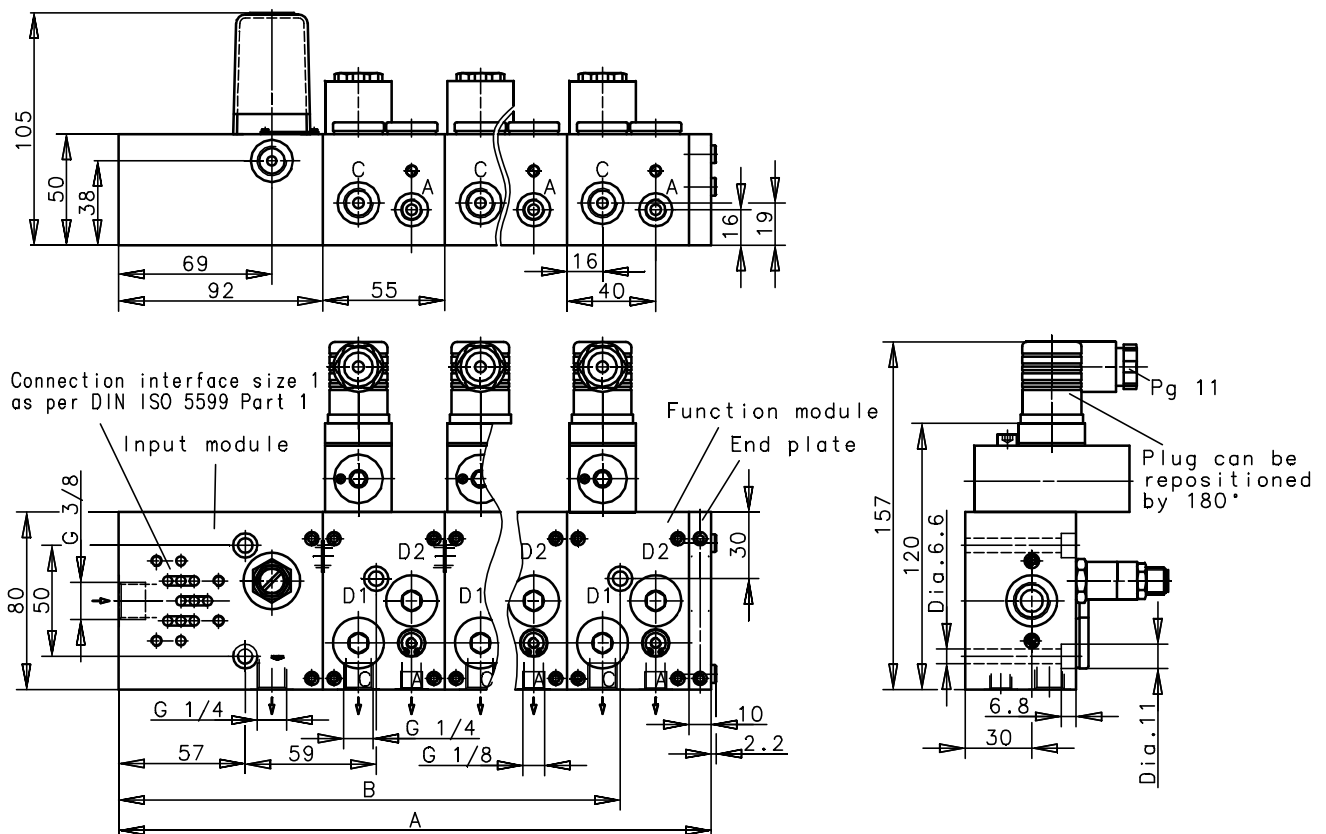 105
50
38
C
A
C
A
C
A
16
19
69
16
92
55
40
Connection interface size 1
as per DIN ISO 5599 Part 1
Input module
Function module
End plate
Pg 11
Plug can be
repositioned
by 180°
G 3/8
80
50
D2
D2
D2
D1
D1
D1
30
157
120
Dia.6.6
C
A
C
A
C
A
G 1/4
G 1/4
G 1/8
10
2.2
57
59
6.8
30
Dia.11
B
A